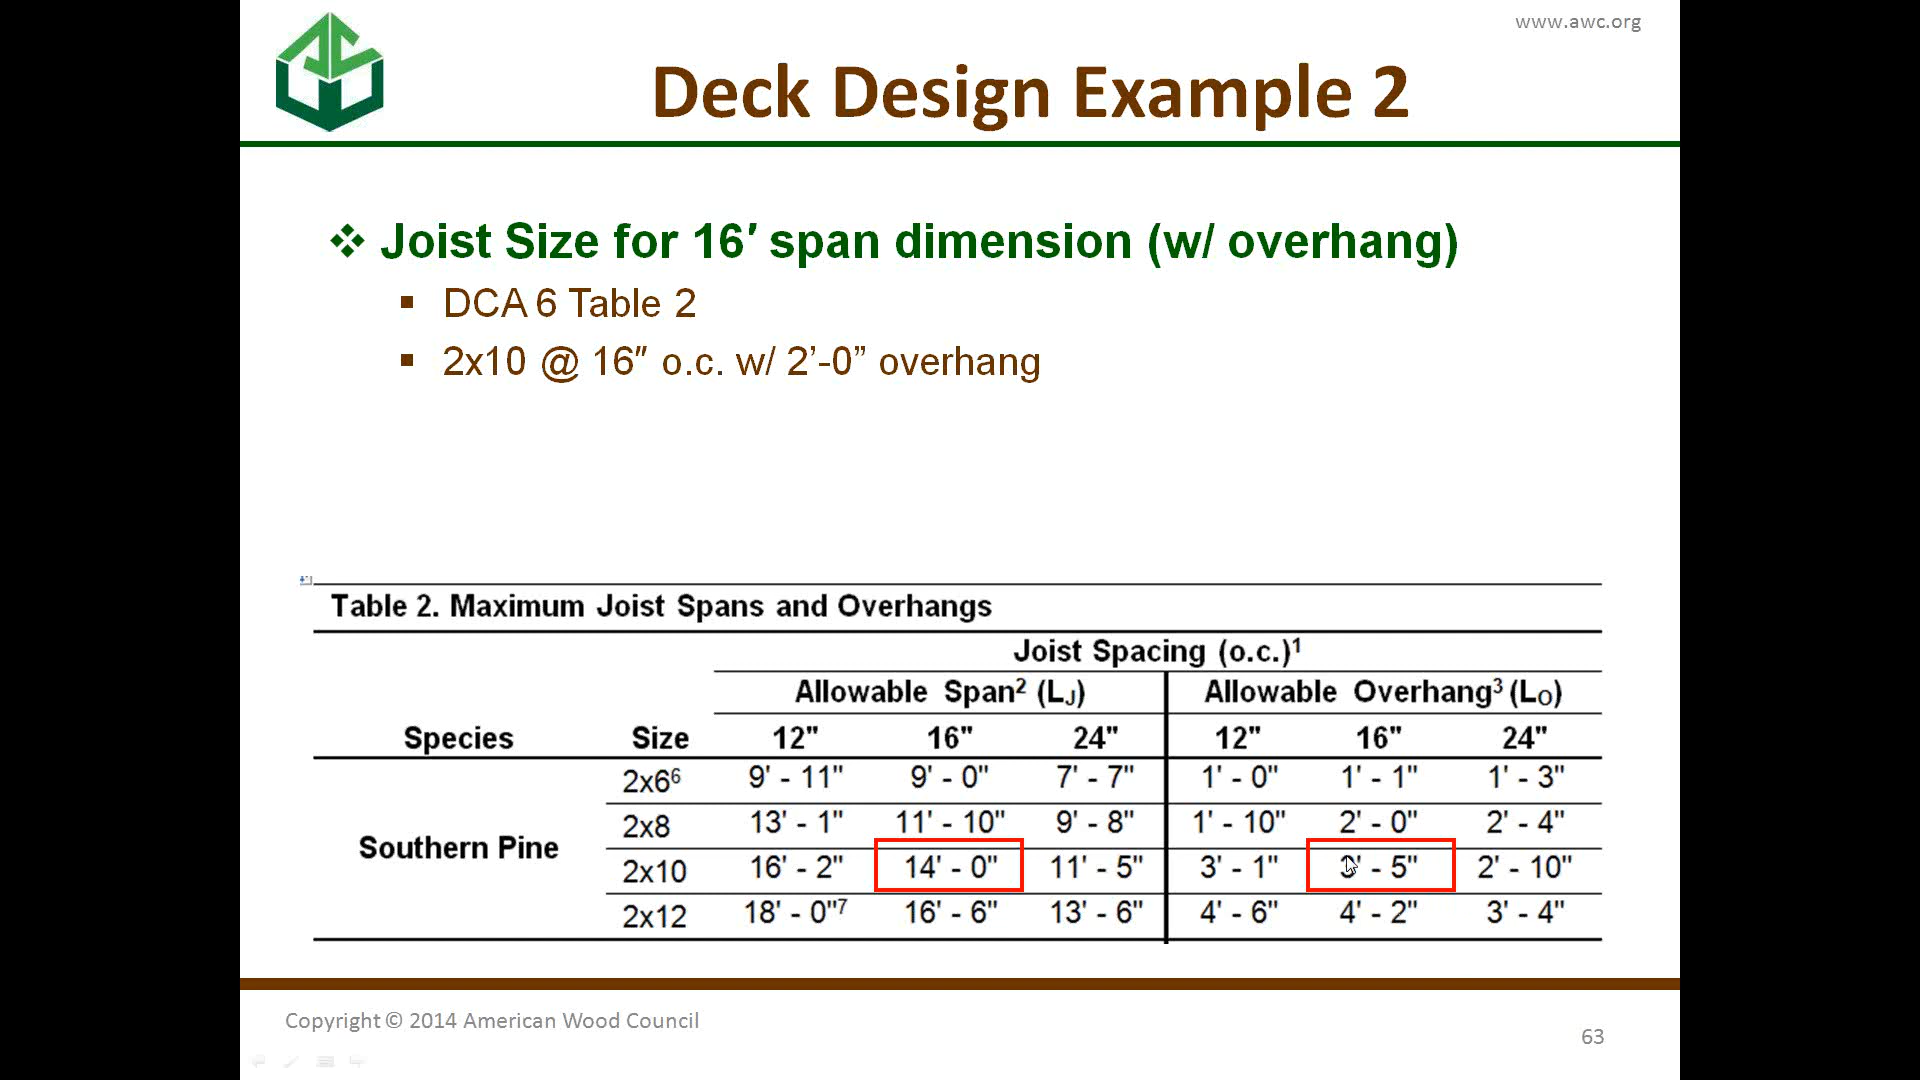 www.awc.org
Deck Design Example 2
❖ Joist Size for 16′ span dimension (w/ overhang)
▪ DCA 6 Table 2
▪ 2x10 @ 16″ o.c. w/ 2’-0” overhang
Table 2. Maximum Joist Spans and Overhangs
Joist Spacing (o.c.)¹
Allowable Span² (LJ) Allowable Overhang³ (LO)
Species Size 12" 16" 24" 12" 16" 24"
2x6⁶ 9' - 11" 9' - 0" 7' - 7" 1' - 0" 1' - 1" 1' - 3"
2x8 13' - 1" 11' - 10" 9' - 8" 1' - 10" 2' - 0" 2' - 4"
Southern Pine
2x10 16' - 2" 14' - 0" 11' - 5" 3' - 1" 3' - 5" 2' - 10"
2x12 18' - 0"⁷ 16' - 6" 13' - 6" 4' - 6" 4' - 2" 3' - 4"
Copyright © 2014 American Wood Council
63